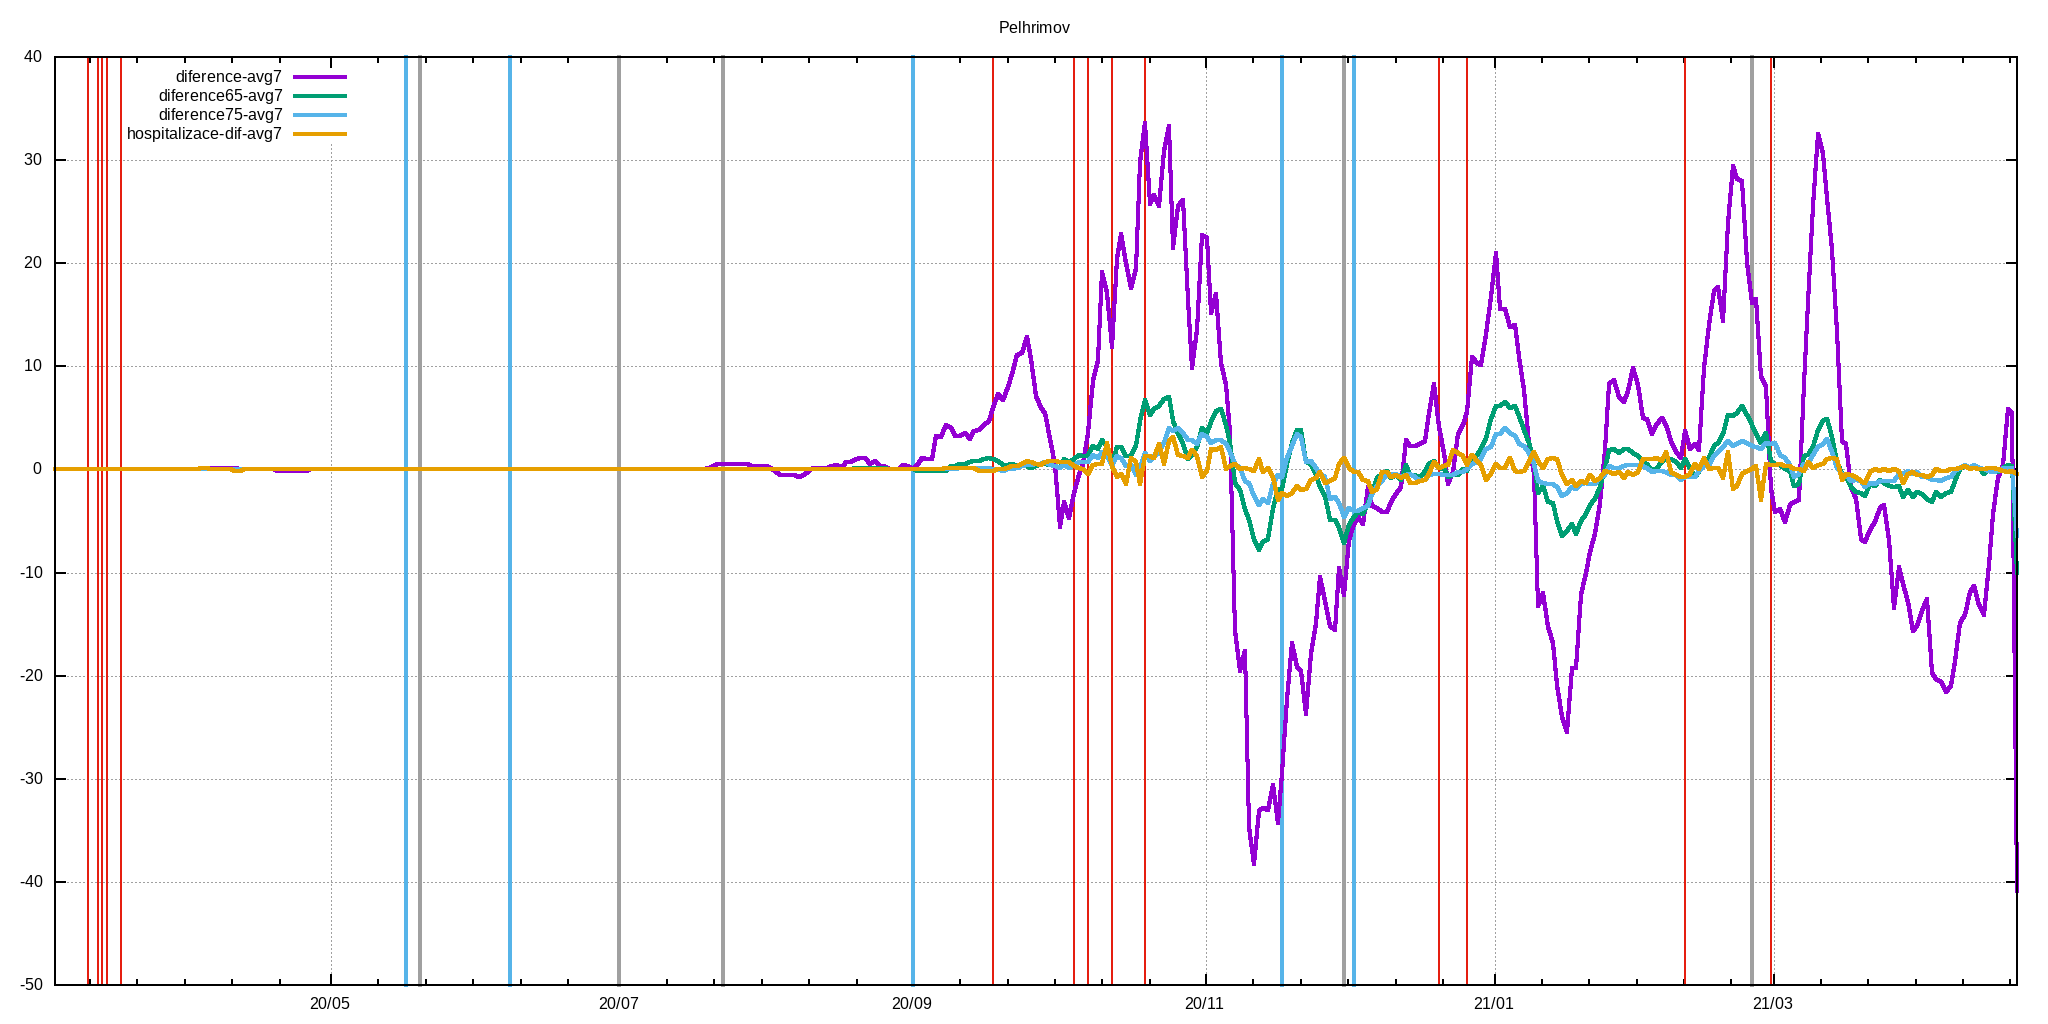 Pelhrimov
40
30
20
10
0
-10
-20
-30
-40
-50
diference-avg7
diference65-avg7
diference75-avg7
hospitalizace-dif-avg7
20/05 20/07 20/09 20/11 21/01 21/03